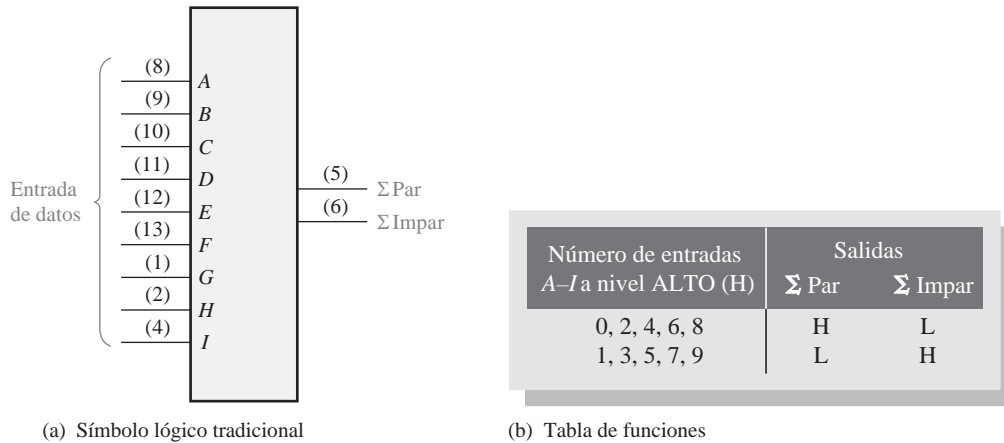 (8)
A
(9)
B
(10)
C
(11)
D
(12)
E
(13)
F
(1)
G
(2)
H
(4)
I
Entrada
de datos
(5)
Σ Par
(6)
Σ Impar
(a) Símbolo lógico tradicional
Número de entradas
A–I a nivel ALTO (H)
Salidas
Σ Par
Σ Impar
0, 2, 4, 6, 8 H L
1, 3, 5, 7, 9 L H
(b) Tabla de funciones